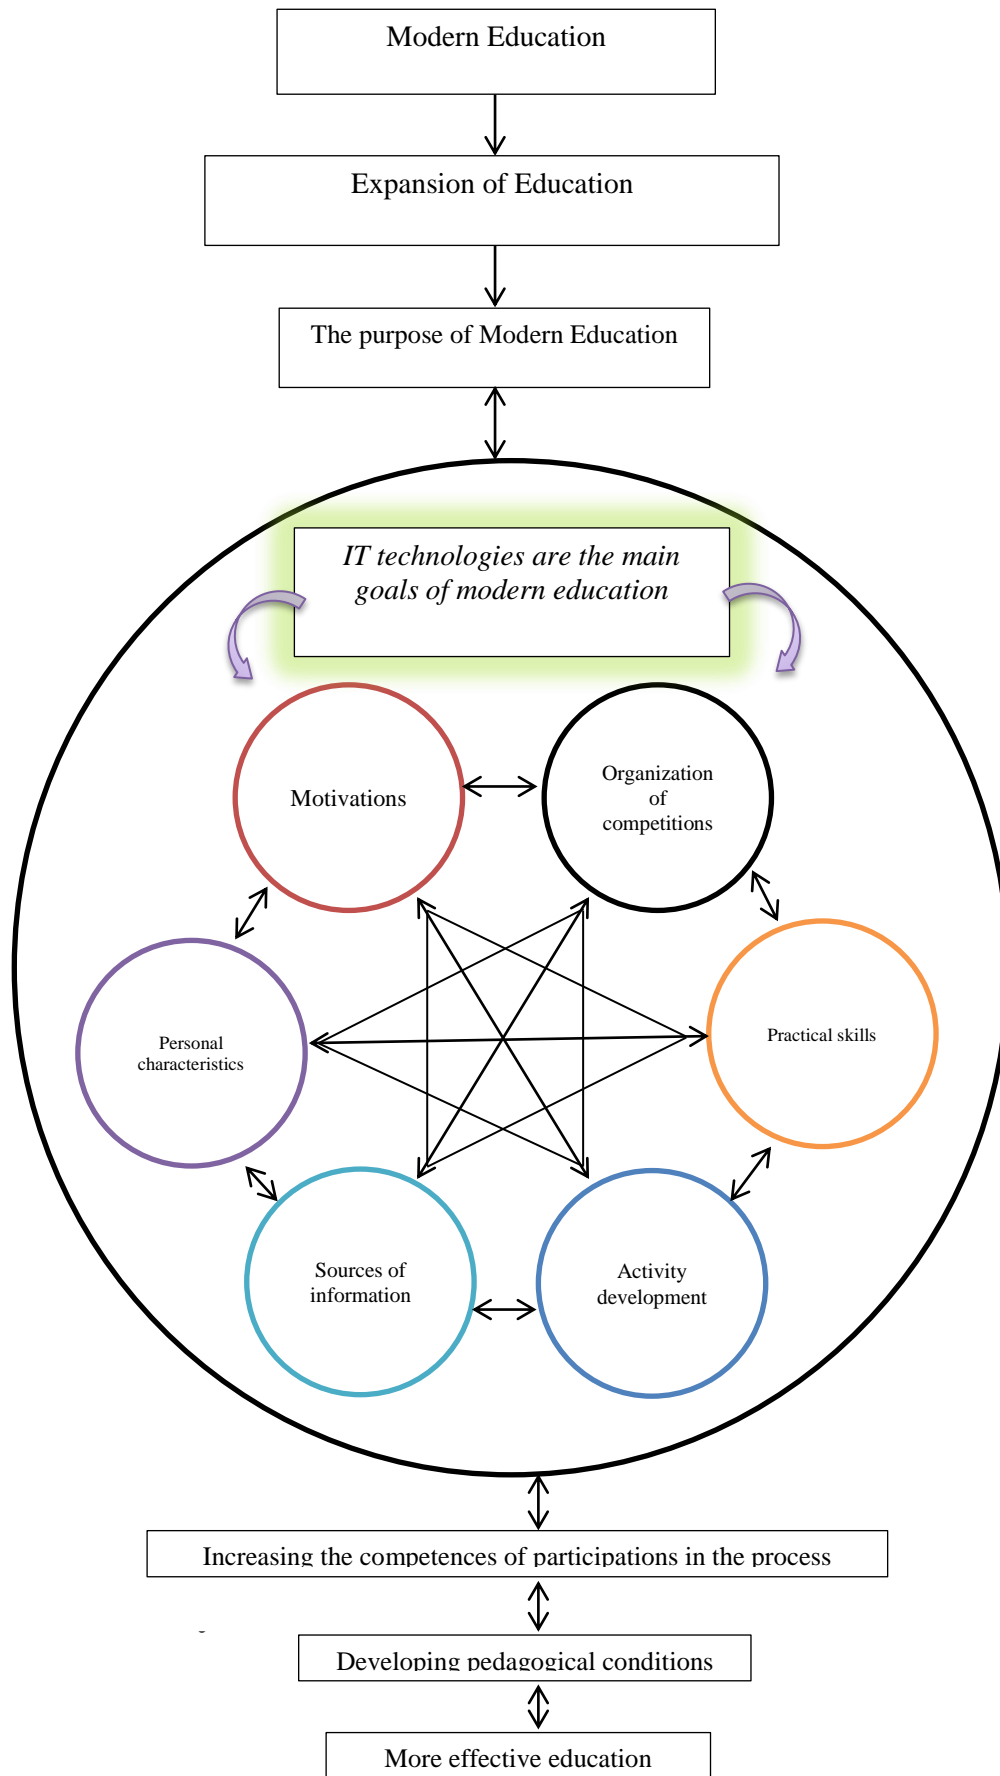 Modern Education
Expansion of Education
The purpose of Modern Education
IT technologies are the main
goals of modern education
Motivations
Organization
of
competitions
Personal
characteristics
Practical skills
Sources of
information
Activity
development
Increasing the competences of participations in the process
Developing pedagogical conditions
More effective education